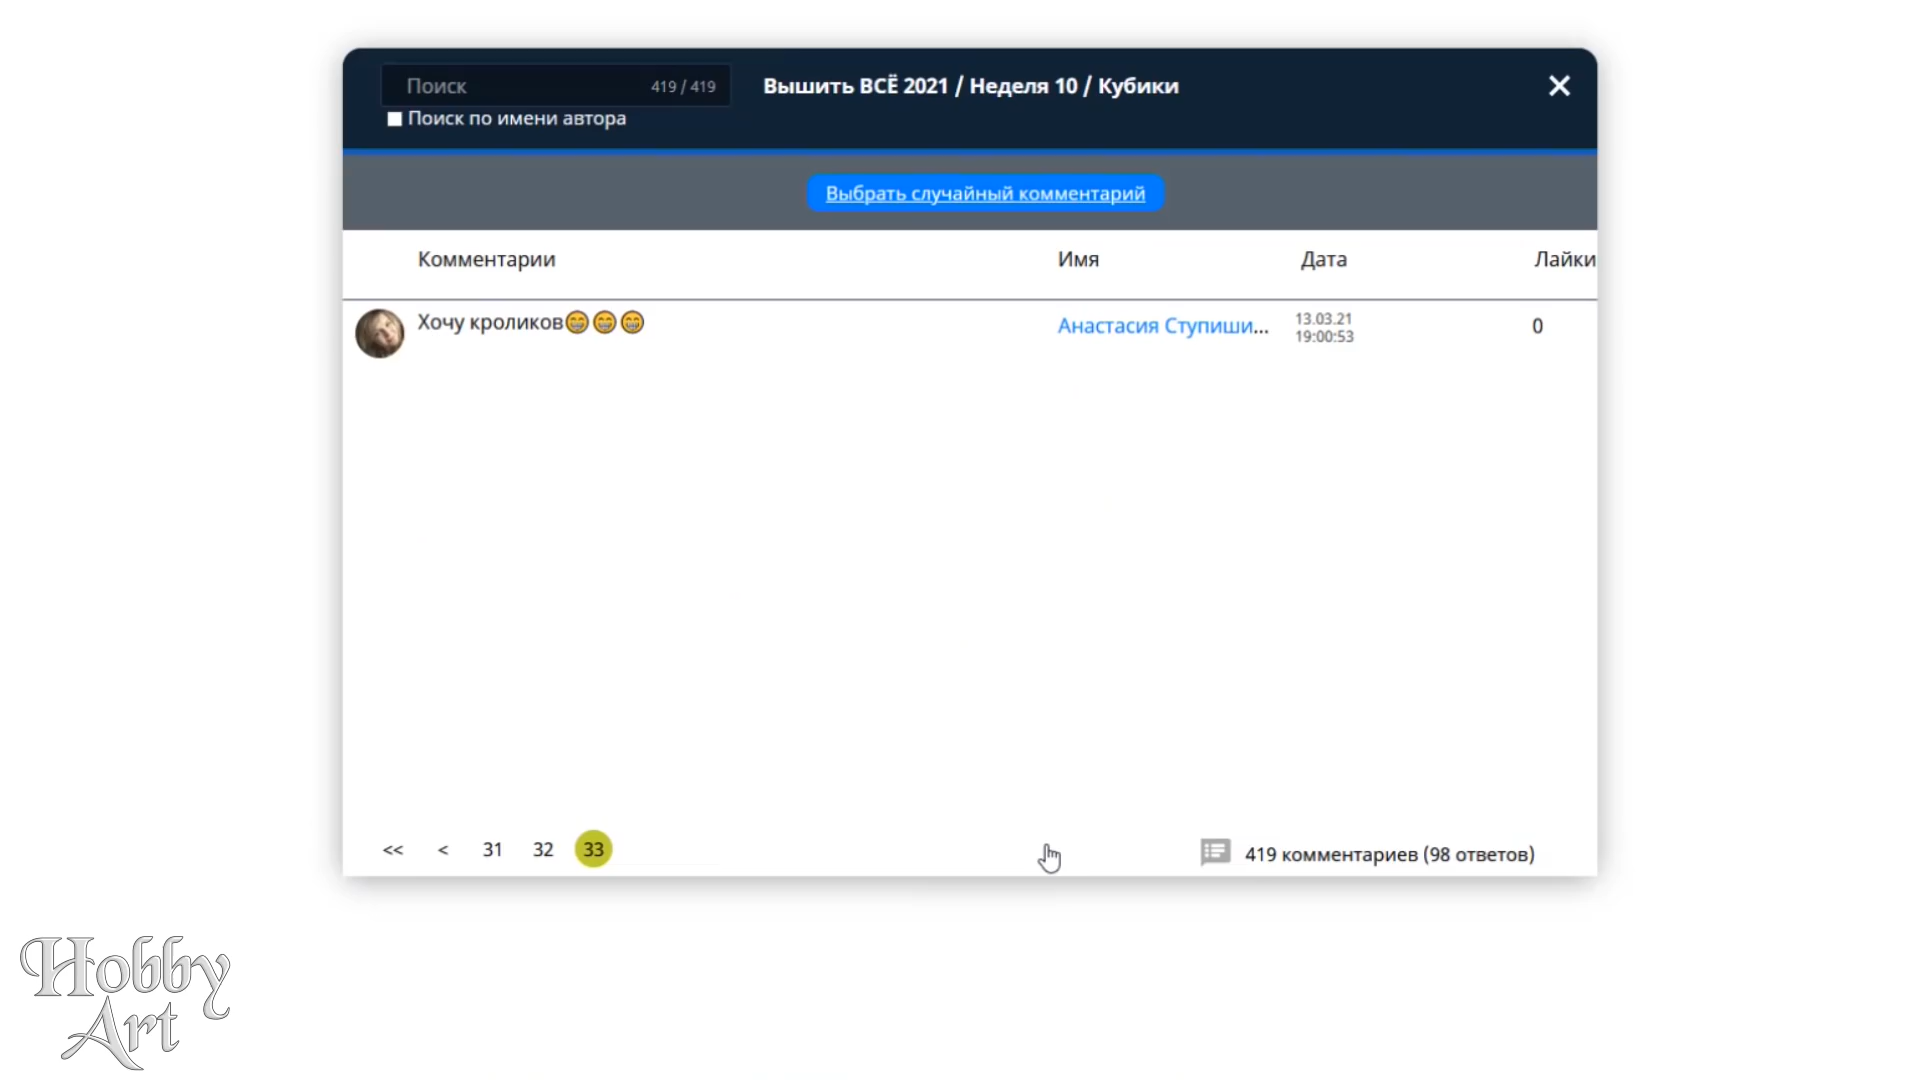 Поиск 419 / 419
Вышить ВСЁ 2021 / Неделя 10 / Кубики
Поиск по имени автора
Выбрать случайный комментарий
Комментарии Имя Дата Лайки
Хочу кроликов😁😁😁 Анастасия Ступиши... 13.03.21 0
19:00:53
<< < 31 32 33
419 комментариев (98 ответов)
Hobby
Art